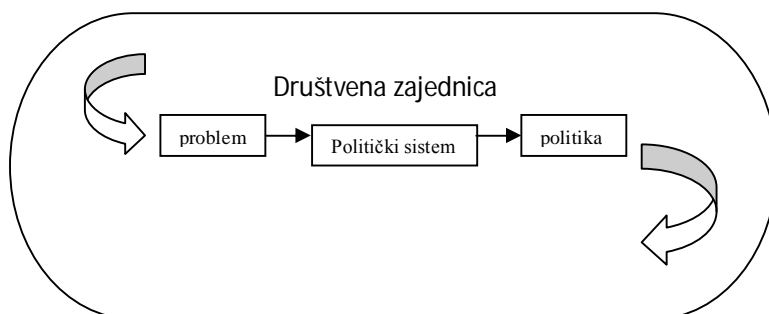 Društvena zajednica
problem
Politički sistem
politika